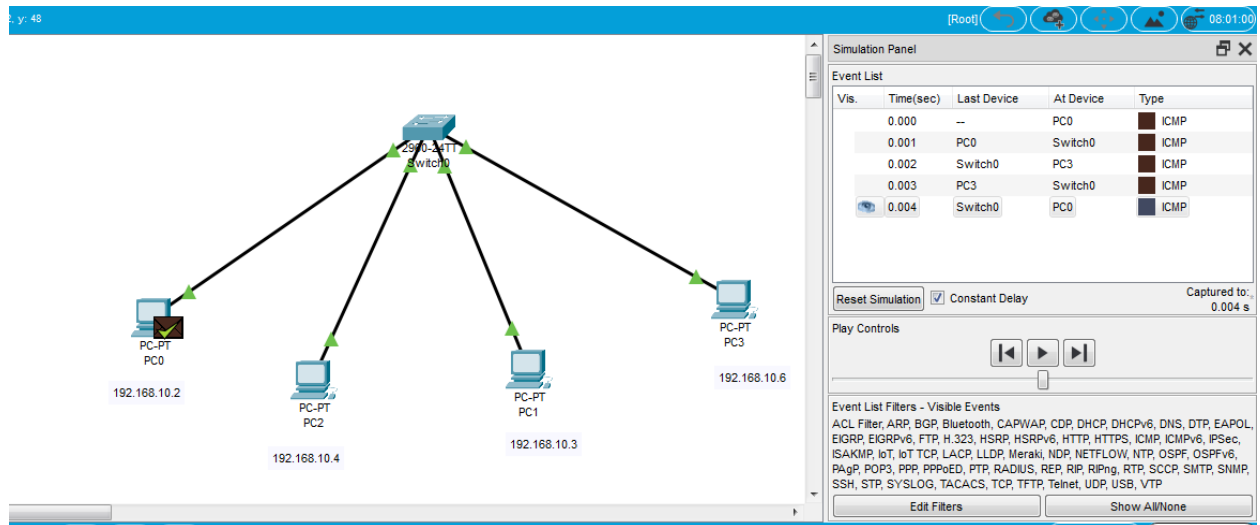 2. y: 48
[Root]
08:01:00
2960-24TT
Switch0
PC-PT
PC0
192.168.10.2
PC-PT
PC2
192.168.10.4
PC-PT
PC1
192.168.10.3
PC-PT
PC3
192.168.10.6
Simulation Panel
Event List
Vis. Time(sec) Last Device At Device Type
0.000 -- PC0 ICMP
0.001 PC0 Switch0 ICMP
0.002 Switch0 PC3 ICMP
0.003 PC3 Switch0 ICMP
0.004 Switch0 PC0 ICMP
Reset Simulation Constant Delay Captured to:
0.004 s
Play Controls
Event List Filters - Visible Events
ACL Filter, ARP, BGP, Bluetooth, CAPWAP, CDP, DHCP, DHCPv6, DNS, DTP, EAPOL,
EIGRP, EIGRPv6, FTP, H.323, HSRP, HSRPv6, HTTP, HTTPS, ICMP, ICMPv6, IPSec,
ISAKMP, IoT, IoT TCP, LACP, LLDP, Meraki, NDP, NETFLOW, NTP, OSPF, OSPFv6,
PAgP, POP3, PPP, PPPoED, PTP, RADIUS, REP, RIP, RIPng, RTP, SCCP, SMTP, SNMP,
SSH, STP, SYSLOG, TACACS, TCP, TFTP, Telnet, UDP, USB, VTP
Edit Filters Show All/None